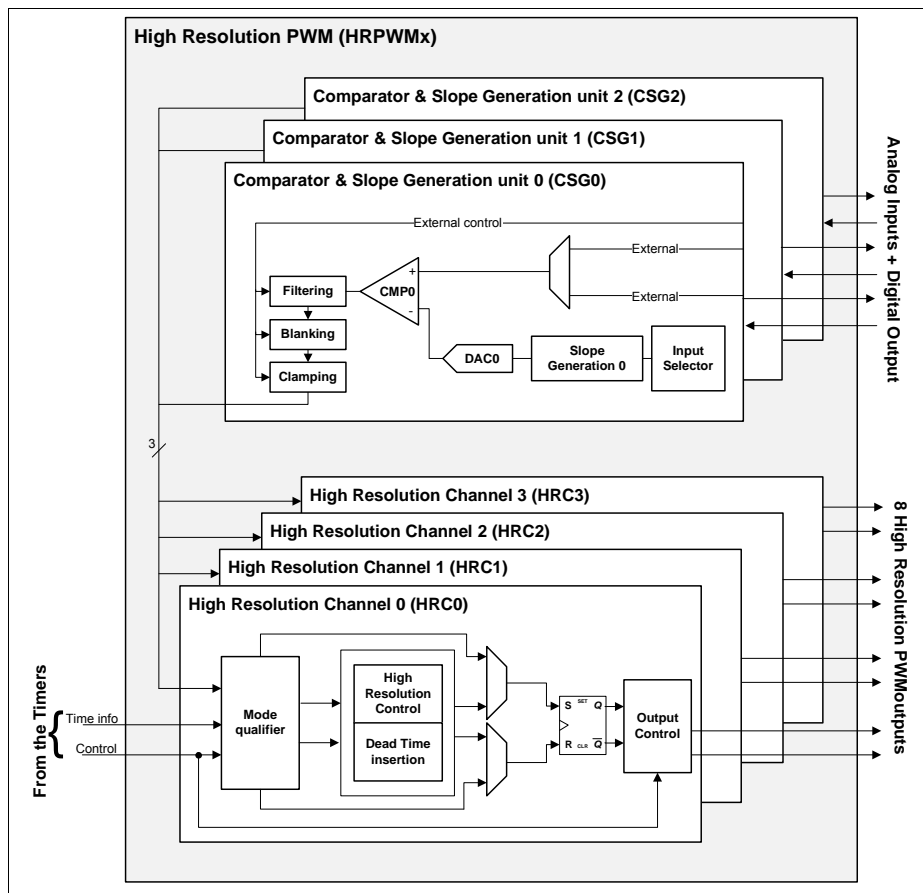 High Resolution PWM (HRPWMx)
Comparator & Slope Generation unit 2 (CSG2)
Comparator & Slope Generation unit 1 (CSG1)
Comparator & Slope Generation unit 0 (CSG0)
External control
External
External
Filtering
Blanking
Clamping
+
CMP0
-
DAC0
Slope
Generation 0
Input
Selector
Analog Inputs + Digital Output
3
High Resolution Channel 3 (HRC3)
High Resolution Channel 2 (HRC2)
High Resolution Channel 1 (HRC1)
High Resolution Channel 0 (HRC0)
From the Timers
{
Time info
Control
Mode
qualifier
High
Resolution
Control
Dead Time
insertion
S SET Q
R CLR Q̅
Output
Control
8 High Resolution PWMoutputs